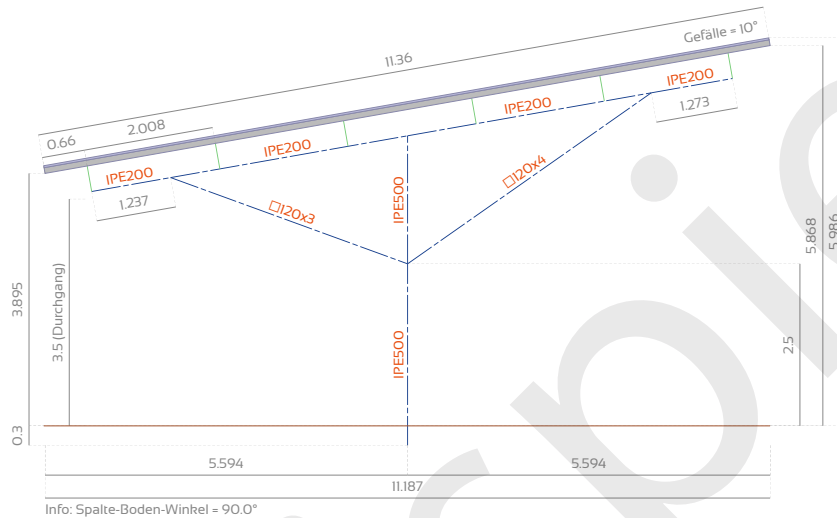 11.36
Gefälle = 10°
0.66
2.008
IPE200
IPE200
IPE200
IPE200
1.273
1.237
□120x3
□120x4
IPE500
IPE500
3.895
3.5 (Durchgang)
0.3
5.868
5.986
2.5
5.594
5.594
11.187
Info: Spalte-Boden-Winkel = 90.0°